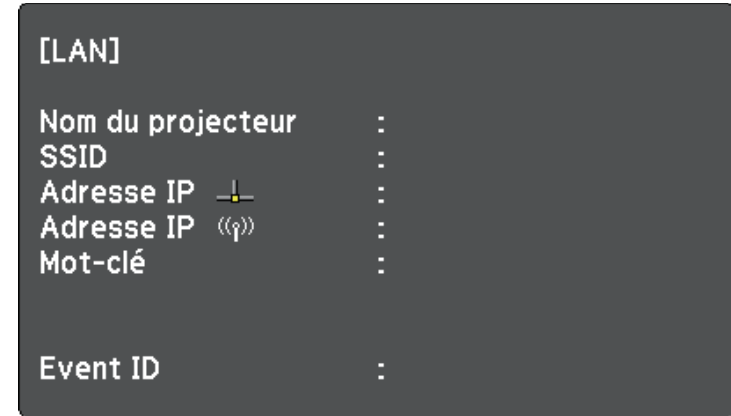 [LAN]
Nom du projecteur :
SSID :
Adresse IP :
Adresse IP :
Mot-clé :
Event ID :